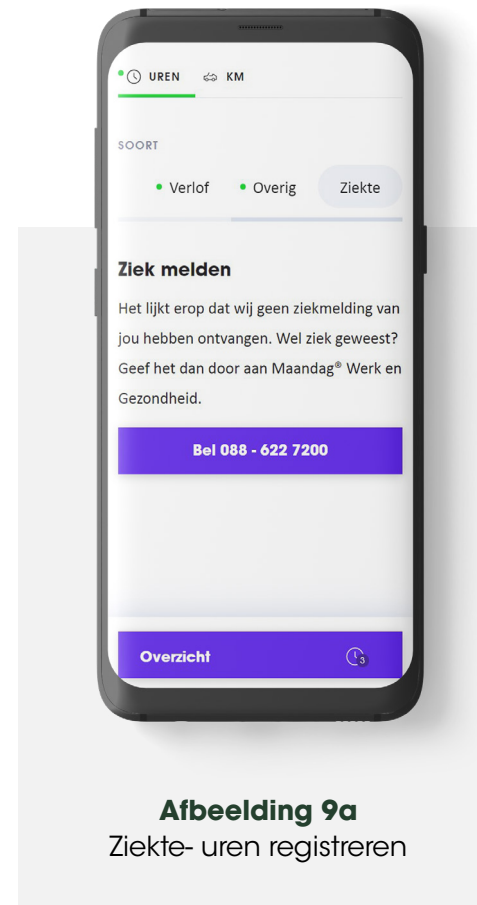 UREN KM
SOORT
Verlof Overig Ziekte
Ziek melden
Het lijkt erop dat wij geen ziekmelding van
jou hebben ontvangen. Wel ziek geweest?
Geef het dan door aan Maandag® Werk en
Gezondheid.
Bel 088 - 622 7200
Overzicht 3
Afbeelding 9a
Ziekte- uren registreren